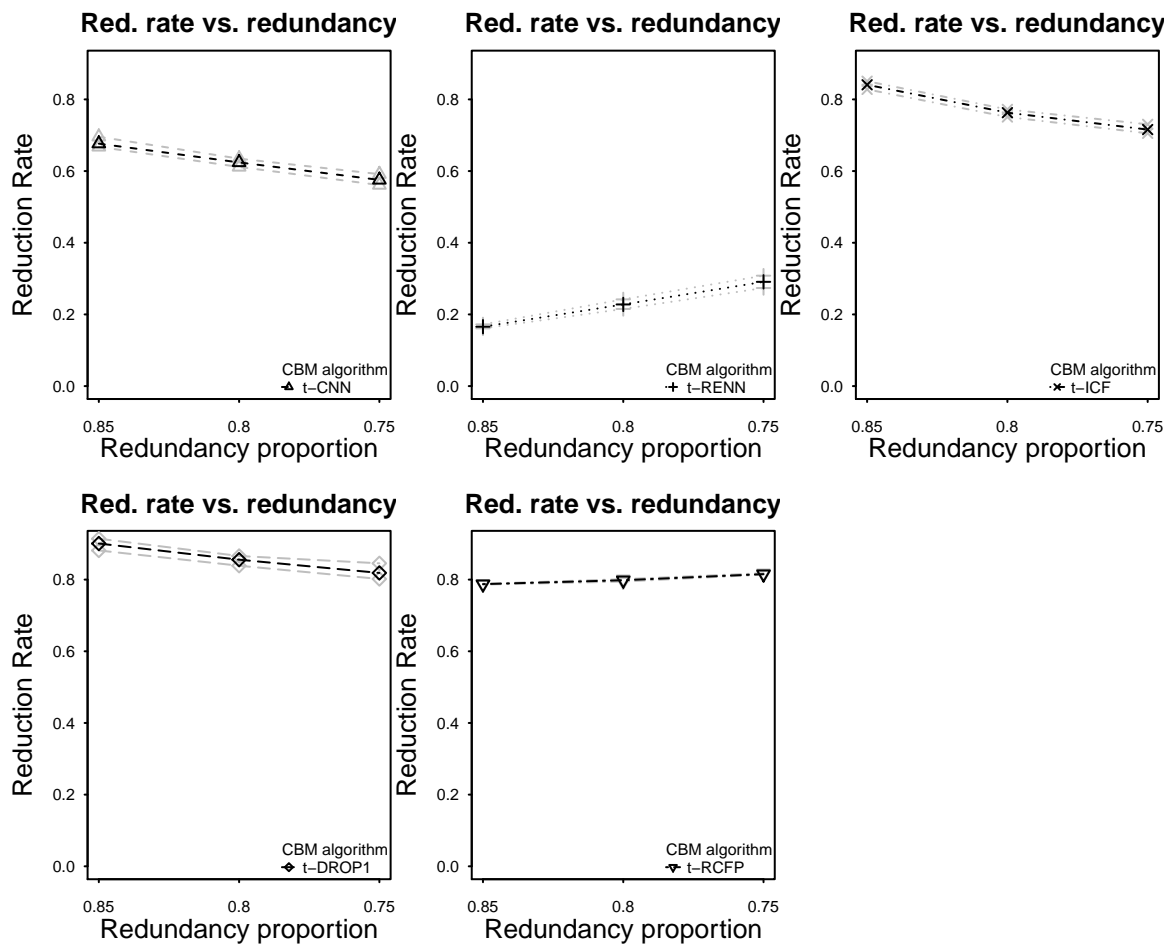 Red. rate vs. redundancy
Reduction Rate
0.8
0.6
0.4
0.2
0.0
CBM algorithm
t−CNN
0.85 0.8 0.75
Redundancy proportion
Red. rate vs. redundancy
Reduction Rate
0.8
0.6
0.4
0.2
0.0
CBM algorithm
t−RENN
0.85 0.8 0.75
Redundancy proportion
Red. rate vs. redundancy
Reduction Rate
0.8
0.6
0.4
0.2
0.0
CBM algorithm
t−ICF
0.85 0.8 0.75
Redundancy proportion
Red. rate vs. redundancy
Reduction Rate
0.8
0.6
0.4
0.2
0.0
CBM algorithm
t−DROP1
0.85 0.8 0.75
Redundancy proportion
Red. rate vs. redundancy
Reduction Rate
0.8
0.6
0.4
0.2
0.0
CBM algorithm
t−RCFP
0.85 0.8 0.75
Redundancy proportion